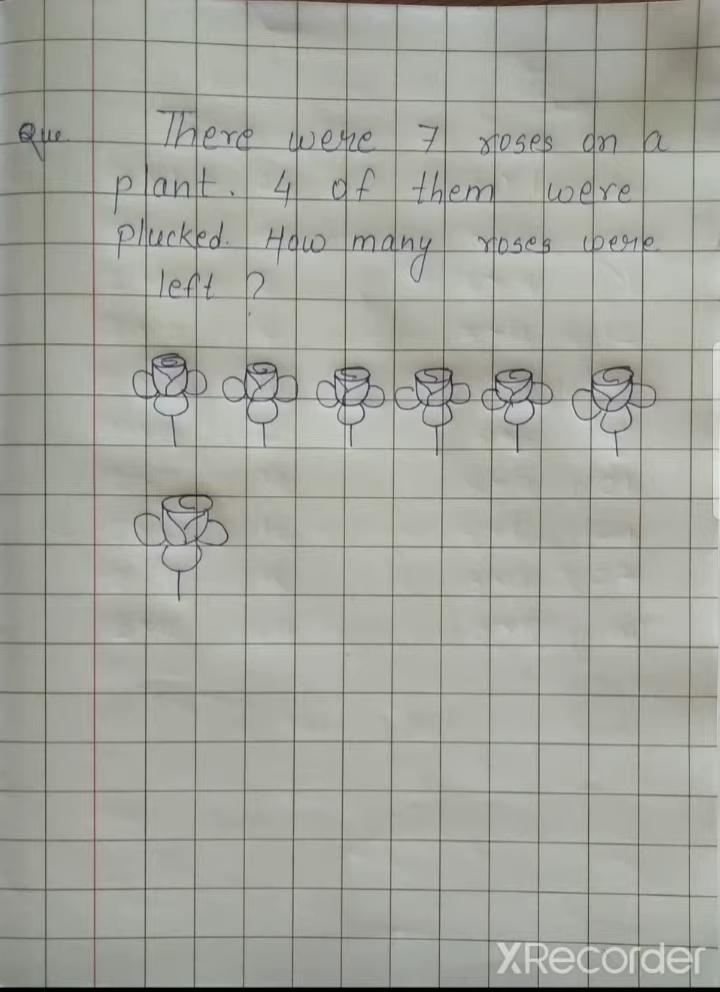 Que. There were 7 roses on a
plant. 4 of them were
plucked. How many roses were
left ?
XRecorder